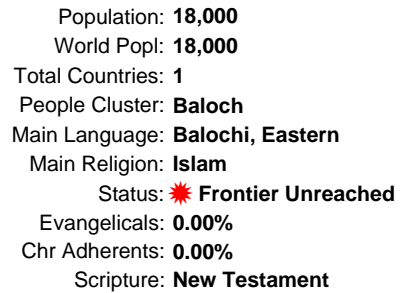 Population: 18,000
World Popl: 18,000
Total Countries: 1
People Cluster: Baloch
Main Language: Balochi, Eastern
Main Religion: Islam
Status: Frontier Unreached
Evangelicals: 0.00%
Chr Adherents: 0.00%
Scripture: New Testament